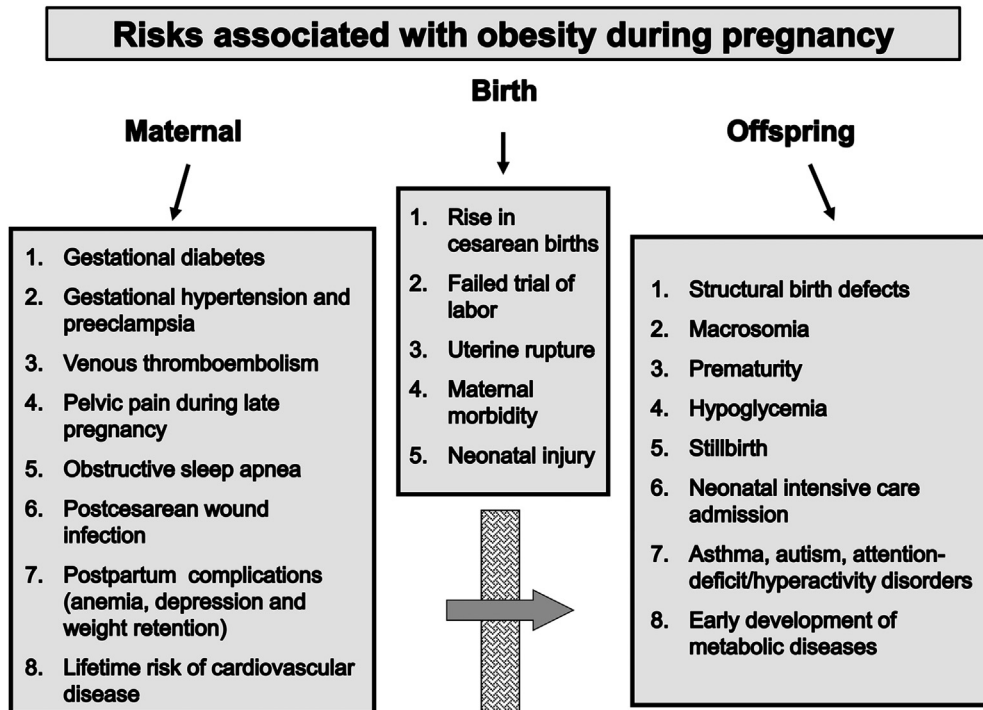 Risks associated with obesity during pregnancy
Birth
Maternal
Offspring
1. Gestational diabetes
2. Gestational hypertension and
preeclampsia
3. Venous thromboembolism
4. Pelvic pain during late
pregnancy
5. Obstructive sleep apnea
6. Postcesarean wound
infection
7. Postpartum complications
(anemia, depression and
weight retention)
8. Lifetime risk of cardiovascular
disease
1. Rise in
cesarean births
2. Failed trial of
labor
3. Uterine rupture
4. Maternal
morbidity
5. Neonatal injury
1. Structural birth defects
2. Macrosomia
3. Prematurity
4. Hypoglycemia
5. Stillbirth
6. Neonatal intensive care
admission
7. Asthma, autism, attention-
deficit/hyperactivity disorders
8. Early development of
metabolic diseases